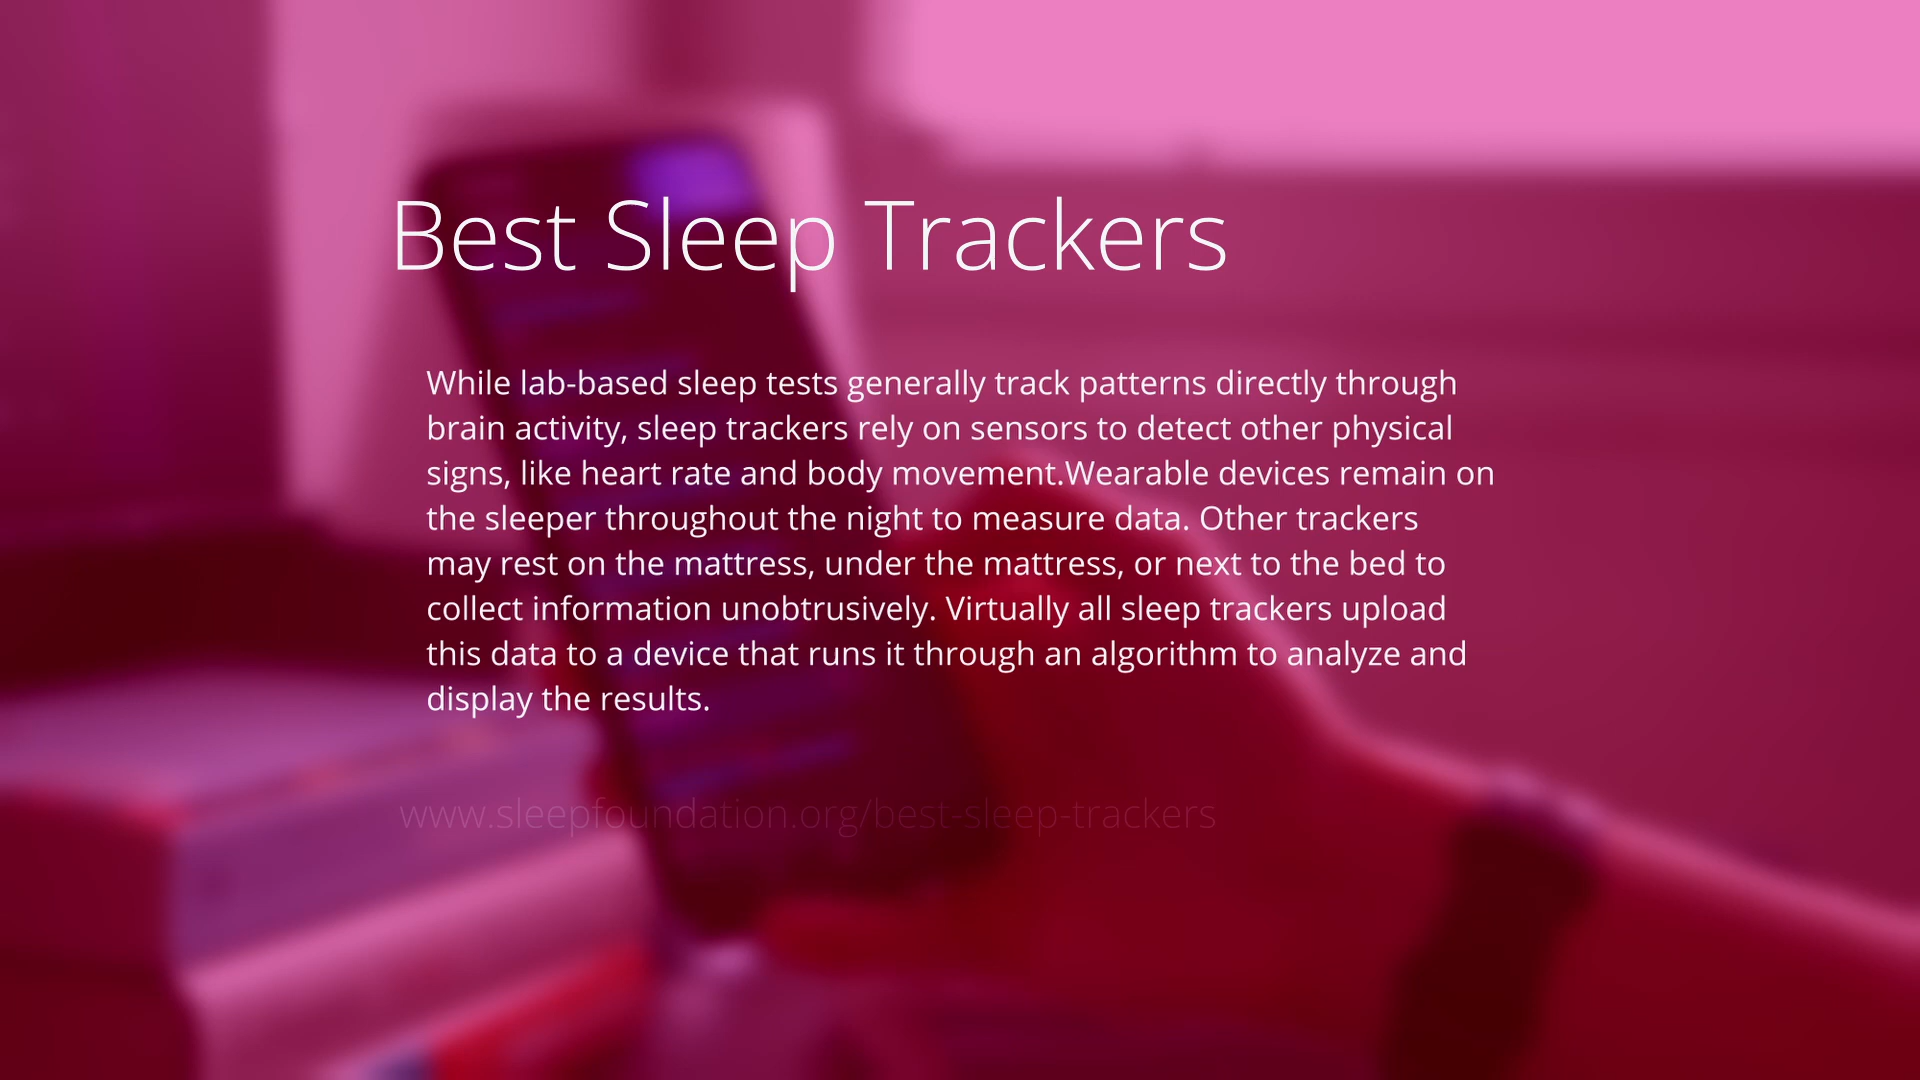 Best Sleep Trackers
While lab-based sleep tests generally track patterns directly through
brain activity, sleep trackers rely on sensors to detect other physical
signs, like heart rate and body movement.Wearable devices remain on
the sleeper throughout the night to measure data. Other trackers
may rest on the mattress, under the mattress, or next to the bed to
collect information unobtrusively. Virtually all sleep trackers upload
this data to a device that runs it through an algorithm to analyze and
display the results.
www.sleepfoundation.org/best-sleep-trackers